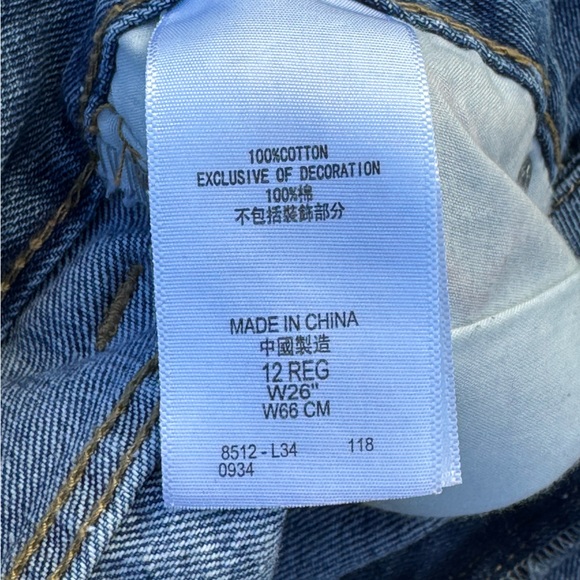 100%COTTON
EXCLUSIVE OF DECORATION
100%棉
不包括裝飾部分
MADE IN CHINA
中國製造
12 REG
W26"
W66 CM
8512-L34 118
0934